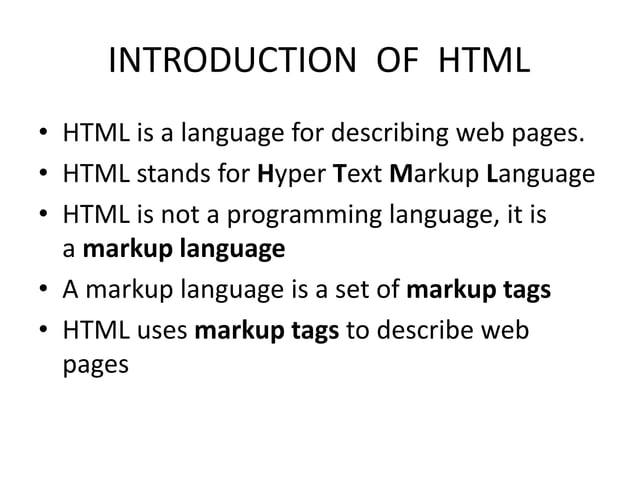 INTRODUCTION OF HTML
• HTML is a language for describing web pages.
• HTML stands for Hyper Text Markup Language
• HTML is not a programming language, it is
a markup language
• A markup language is a set of markup tags
• HTML uses markup tags to describe web
pages